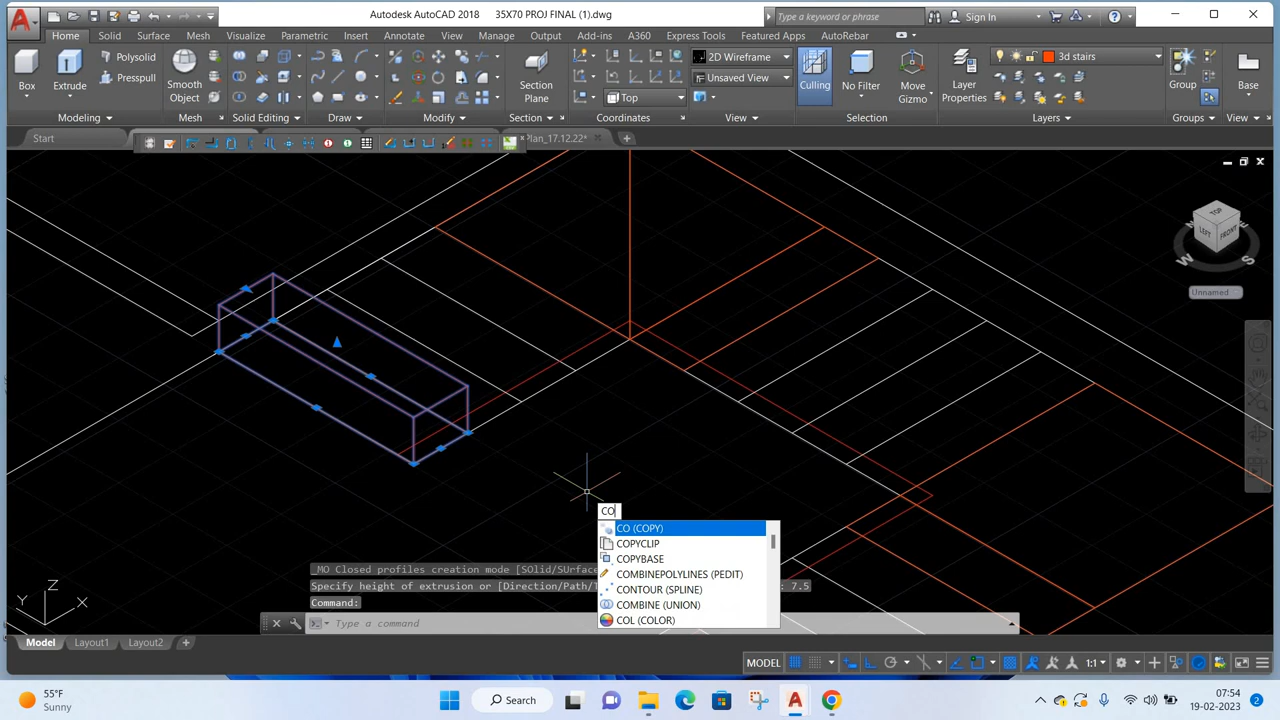 Autodesk AutoCAD 2018 35X70 PROJ FINAL (1).dwg
Type a keyword or phrase
Sign In
Home Solid Surface Mesh Visualize Parametric Insert Annotate View Manage Output Add-ins A360 Express Tools Featured Apps AutoRebar
Polysolid
Presspull
Box
Extrude
Smooth
Object
Section
Plane
2D Wireframe
Unsaved View
Top
Culling
No Filter
Move
Gizmo
Layer
Properties
3d stairs
Group
Base
Modeling Mesh Solid Editing Draw Modify Section Coordinates View Selection Layers Groups View
Start
Plan_17.12.22*
TOP
LEFT
FRONT
W
S
Unnamed
CO
CO (COPY)
COPYCLIP
COPYBASE
COMBINEPOLYLINES (PEDIT)
CONTOUR (SPLINE)
COMBINE (UNION)
COL (COLOR)
_MO Closed profiles creation mode [SOlid/SUrface
Specify height of extrusion or [Direction/Path/T
: 7.5
Command:
Type a command
Z
Y
X
Model Layout1 Layout2
MODEL
1:1
55°F
Sunny
Search
07:54
19-02-2023
2